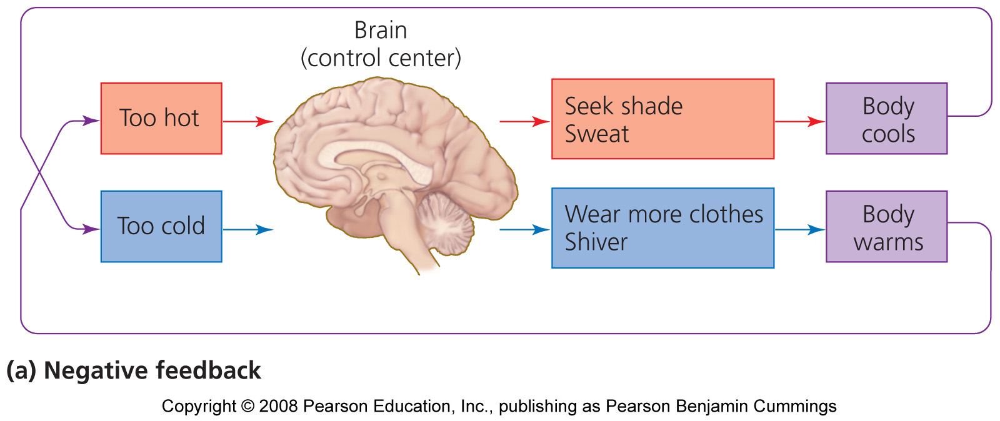 Brain
(control center)
Too hot
Seek shade
Sweat
Body
cools
Too cold
Wear more clothes
Shiver
Body
warms
(a) Negative feedback
Copyright © 2008 Pearson Education, Inc., publishing as Pearson Benjamin Cummings